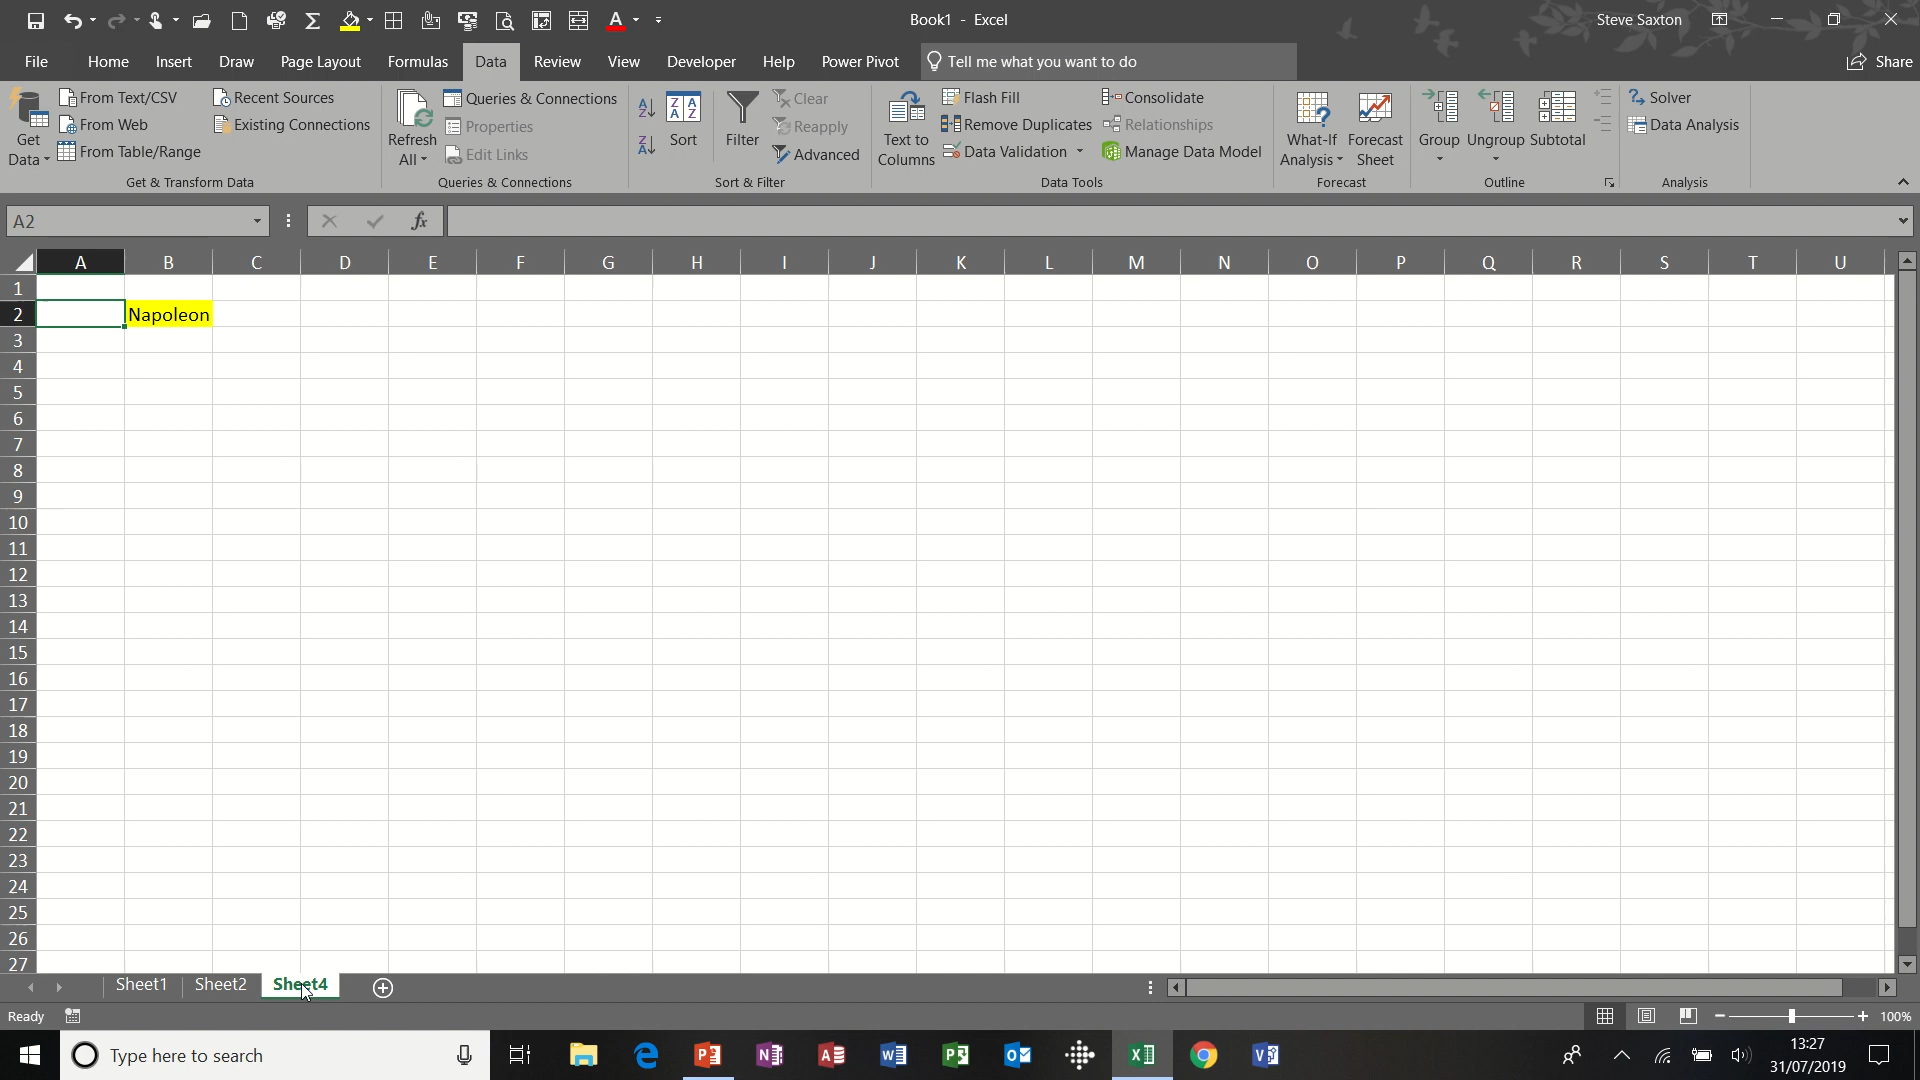 Book1 - Excel
Steve Saxton
File Home Insert Draw Page Layout Formulas Data Review View Developer Help Power Pivot Tell me what you want to do Share
Get Data
From Text/CSV
From Web
From Table/Range
Recent Sources
Existing Connections
Get & Transform Data
Refresh All
Queries & Connections
Properties
Edit Links
Queries & Connections
Sort
Filter
Clear
Reapply
Advanced
Sort & Filter
Text to Columns
Flash Fill
Remove Duplicates
Data Validation
Consolidate
Relationships
Manage Data Model
Data Tools
What-If Analysis
Forecast Sheet
Forecast
Group
Ungroup
Subtotal
Outline
Solver
Data Analysis
Analysis
A2
fx
A B C D E F G H I J K L M N O P Q R S T U
1
2 Napoleon
3
4
5
6
7
8
9
10
11
12
13
14
15
16
17
18
19
20
21
22
23
24
25
26
27
Sheet1 Sheet2 Sheet4
Ready
100%
Type here to search
13:27
31/07/2019